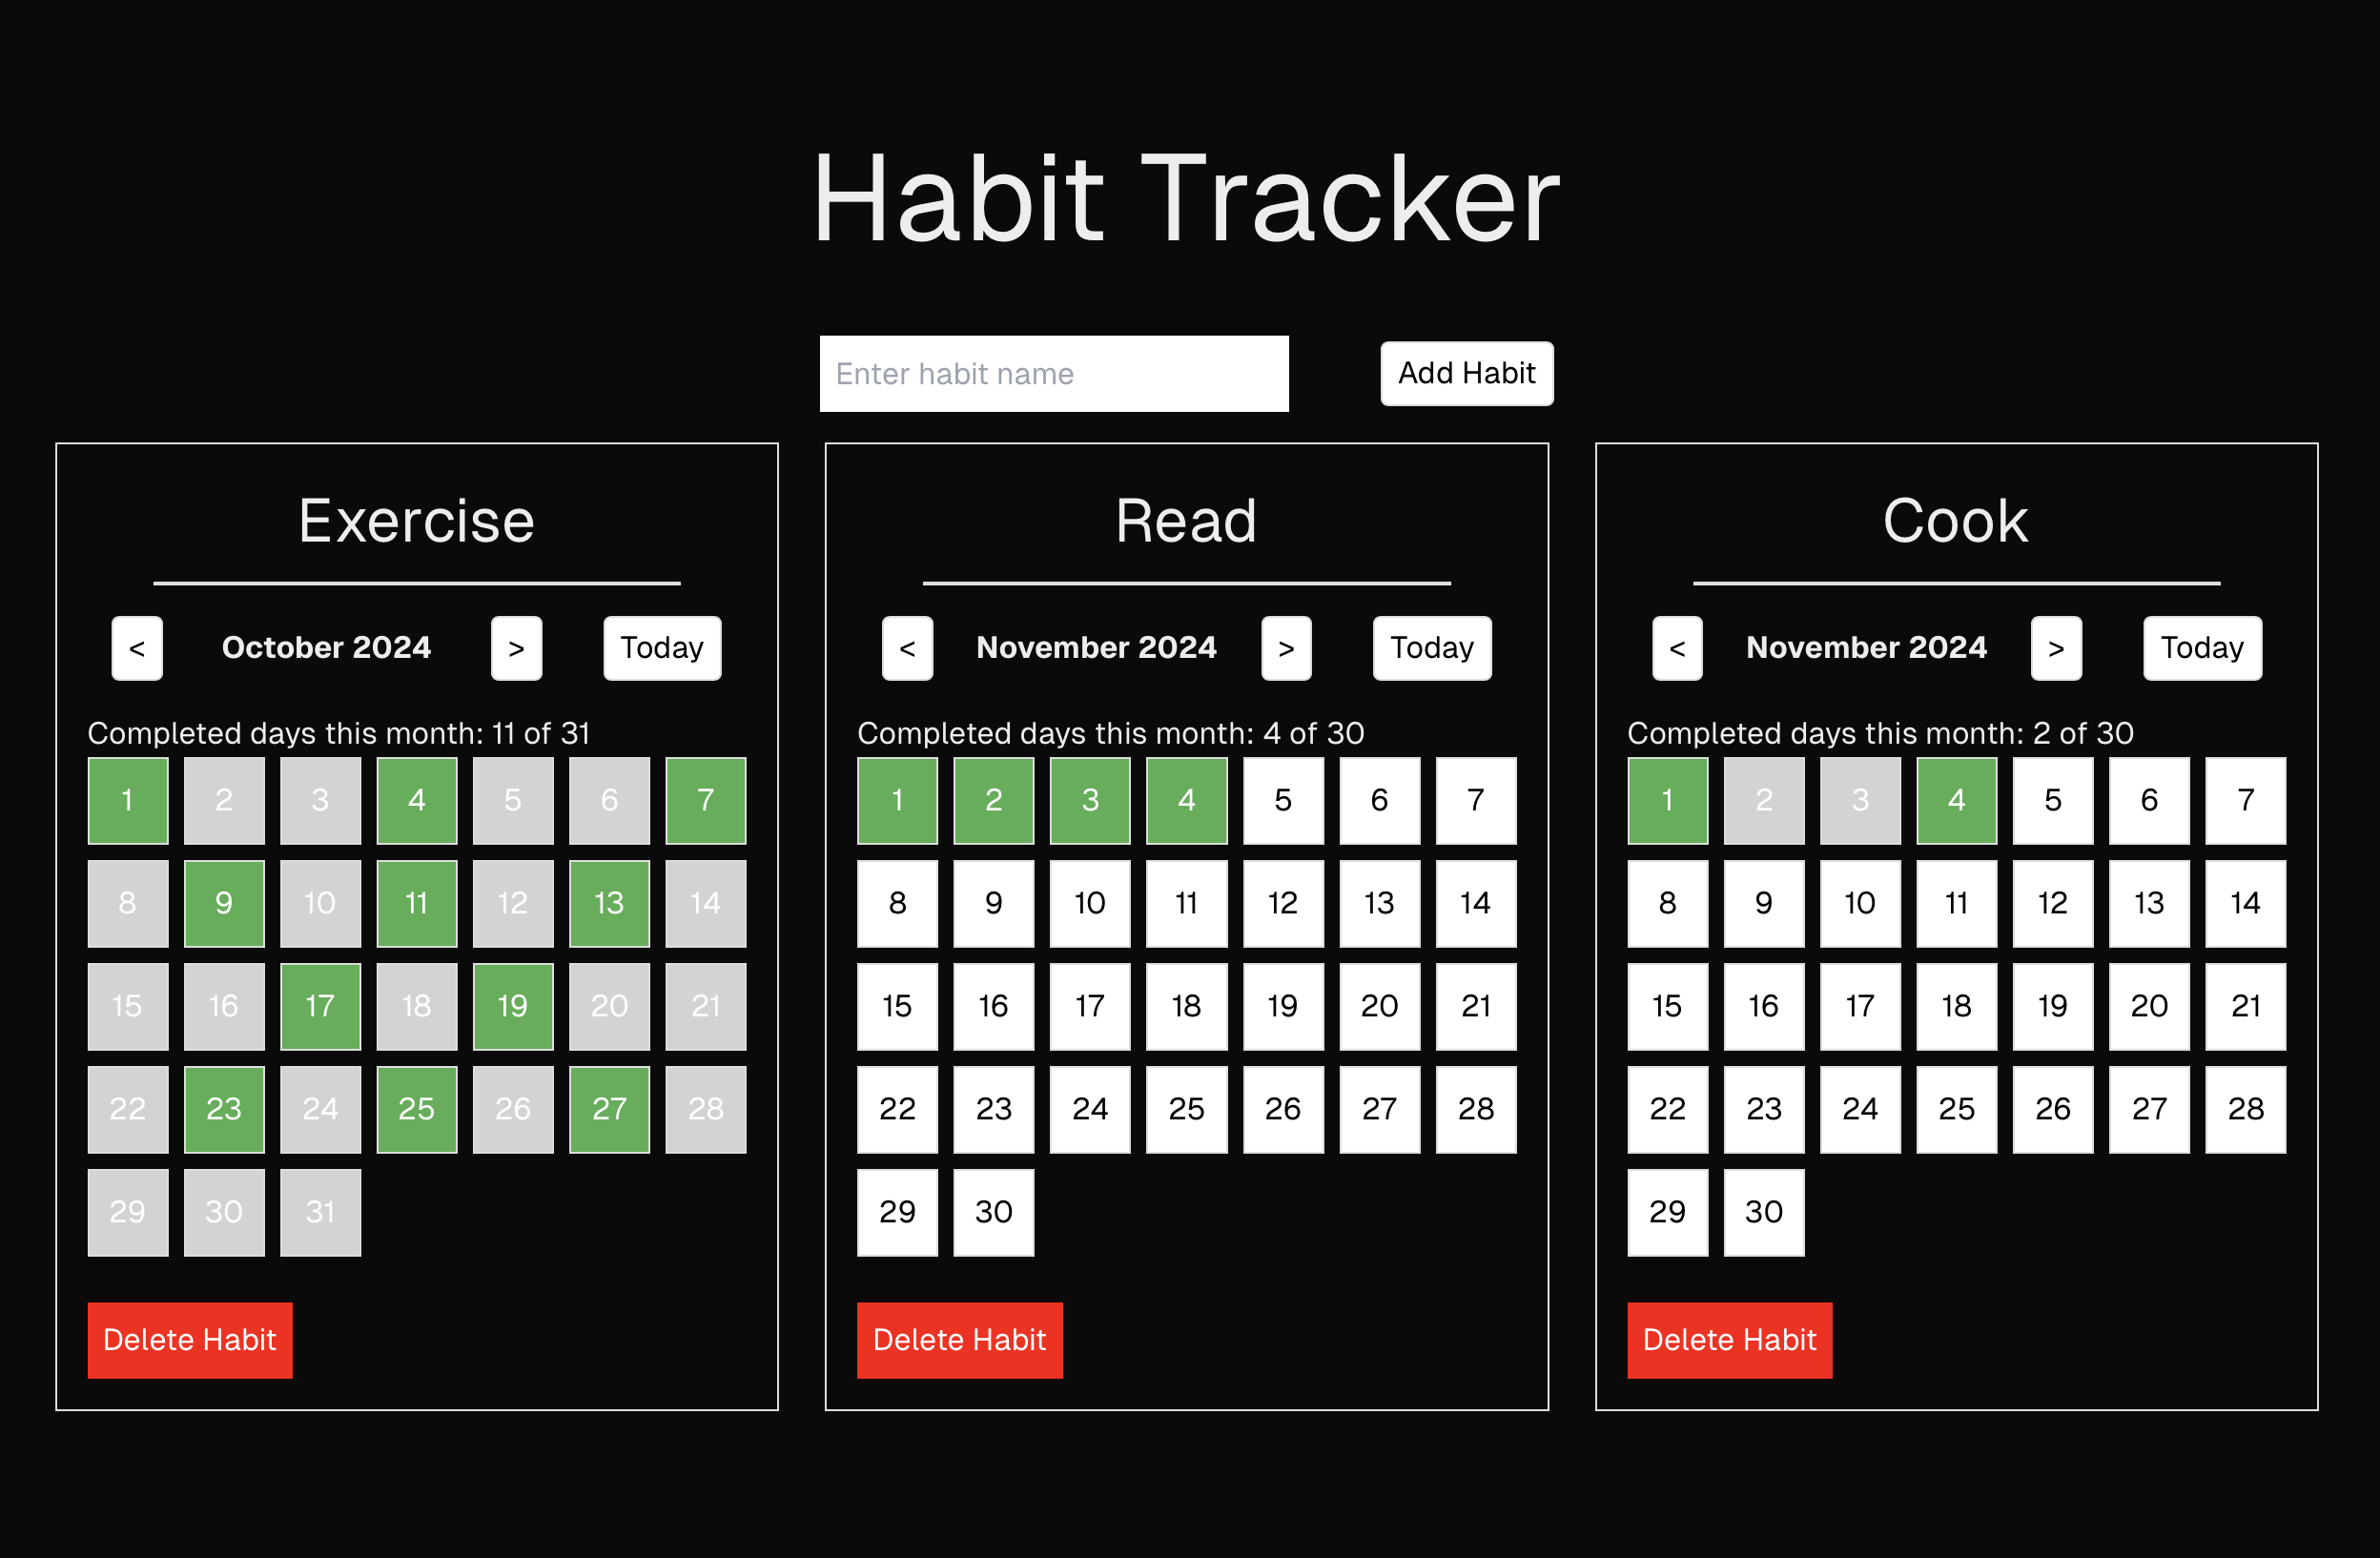 Habit Tracker
Enter habit name Add Habit
Exercise
< October 2024 > Today
Completed days this month: 11 of 31
1 2 3 4 5 6 7
8 9 10 11 12 13 14
15 16 17 18 19 20 21
22 23 24 25 26 27 28
29 30 31
Delete Habit
Read
< November 2024 > Today
Completed days this month: 4 of 30
1 2 3 4 5 6 7
8 9 10 11 12 13 14
15 16 17 18 19 20 21
22 23 24 25 26 27 28
29 30
Delete Habit
Cook
< November 2024 > Today
Completed days this month: 2 of 30
1 2 3 4 5 6 7
8 9 10 11 12 13 14
15 16 17 18 19 20 21
22 23 24 25 26 27 28
29 30
Delete Habit